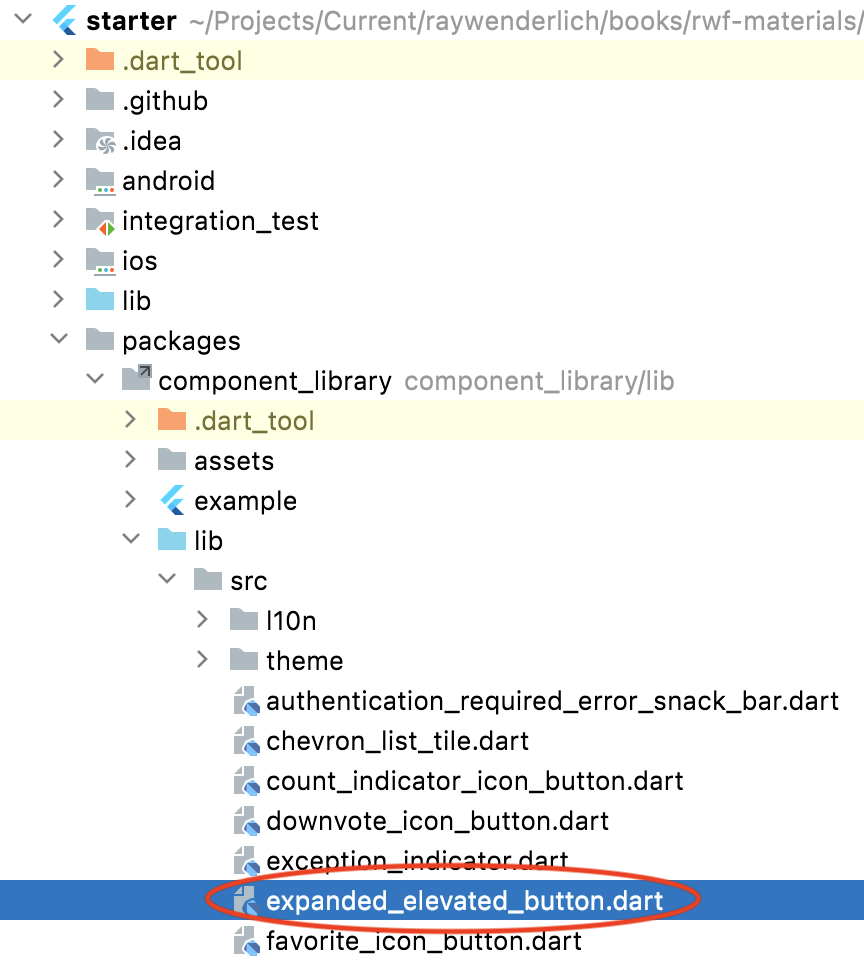 starter ~/Projects/Current/raywenderlich/books/rwf-materials/
.dart_tool
.github
.idea
android
integration_test
ios
lib
packages
component_library component_library/lib
.dart_tool
assets
example
lib
src
l10n
theme
authentication_required_error_snack_bar.dart
chevron_list_tile.dart
count_indicator_icon_button.dart
downvote_icon_button.dart
exception_indicator.dart
expanded_elevated_button.dart
favorite_icon_button.dart